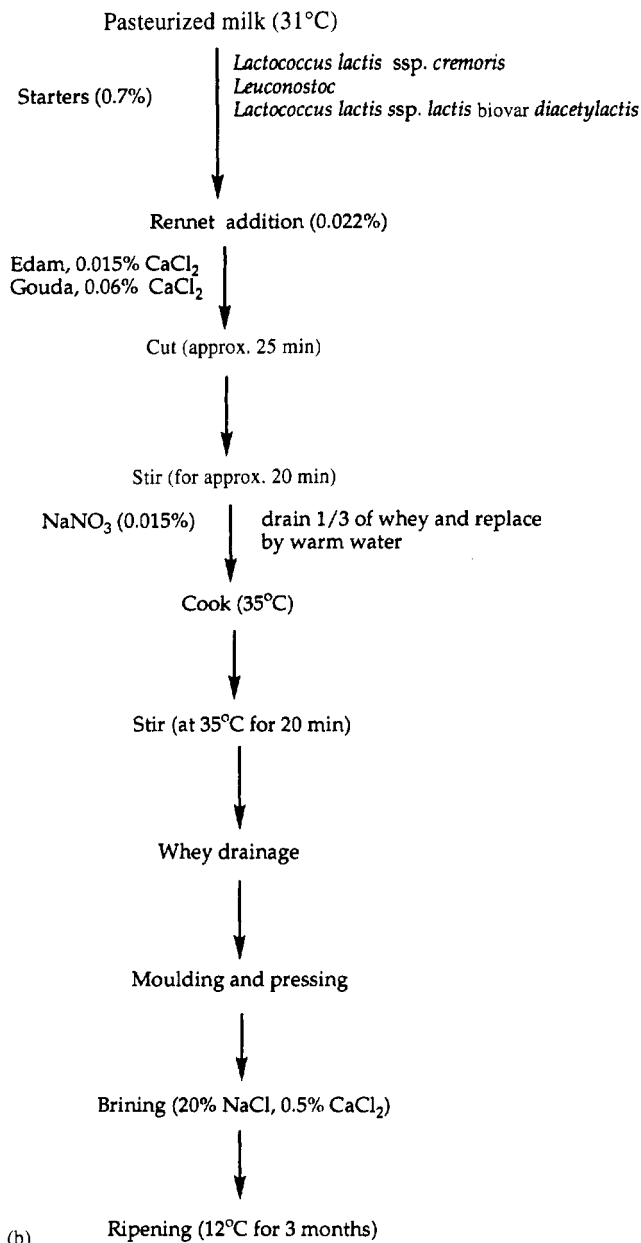 Pasteurized milk (31°C)
Starters (0.7%)
Lactococcus lactis ssp. cremoris
Leuconostoc
Lactococcus lactis ssp. lactis biovar diacetylactis
Rennet addition (0.022%)
Edam, 0.015% CaCl₂
Gouda, 0.06% CaCl₂
Cut (approx. 25 min)
Stir (for approx. 20 min)
NaNO₃ (0.015%)
drain 1/3 of whey and replace
by warm water
Cook (35°C)
Stir (at 35°C for 20 min)
Whey drainage
Moulding and pressing
Brining (20% NaCl, 0.5% CaCl₂)
Ripening (12°C for 3 months)
(b)